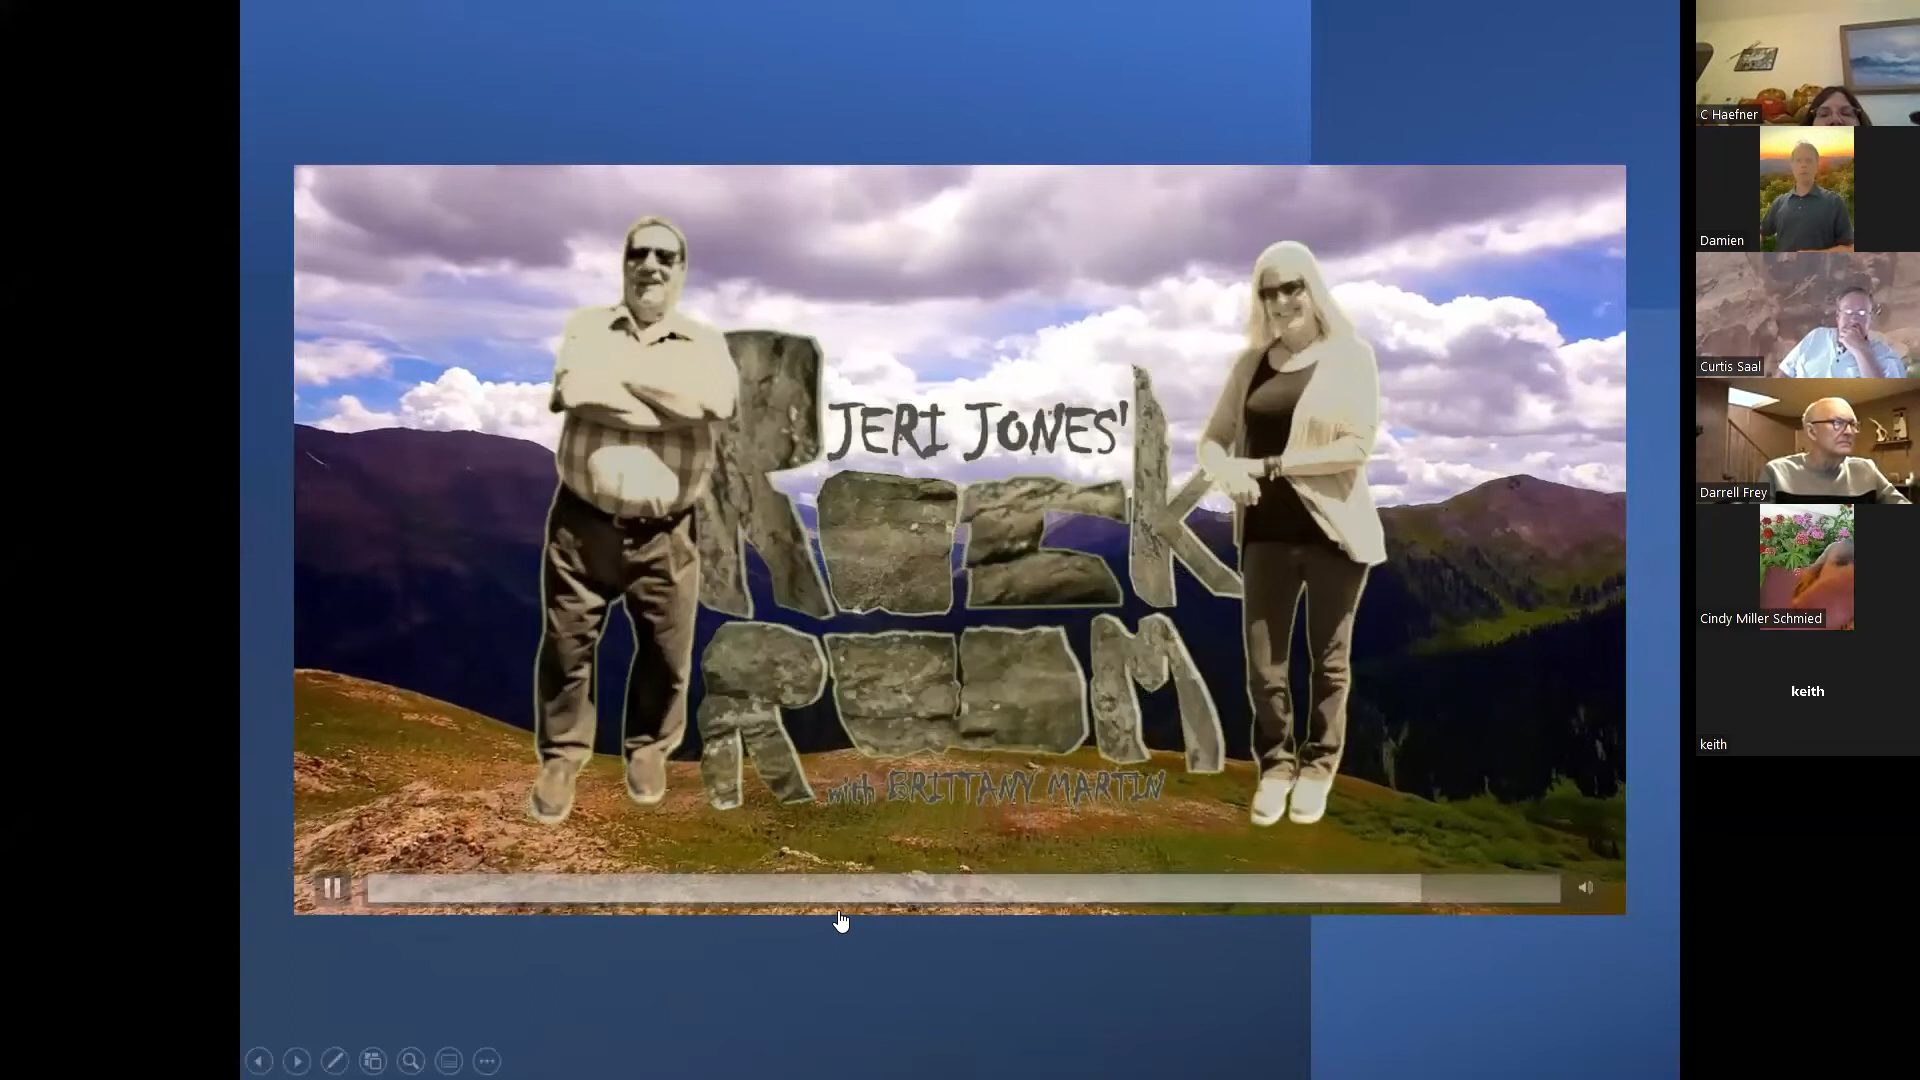 JERI JONES'
ROCK
ROOM
with BRITTANY MARTIN
C Haefner
Damien
Curtis Saal
Darrell Frey
Cindy Miller Schmied
keith
keith